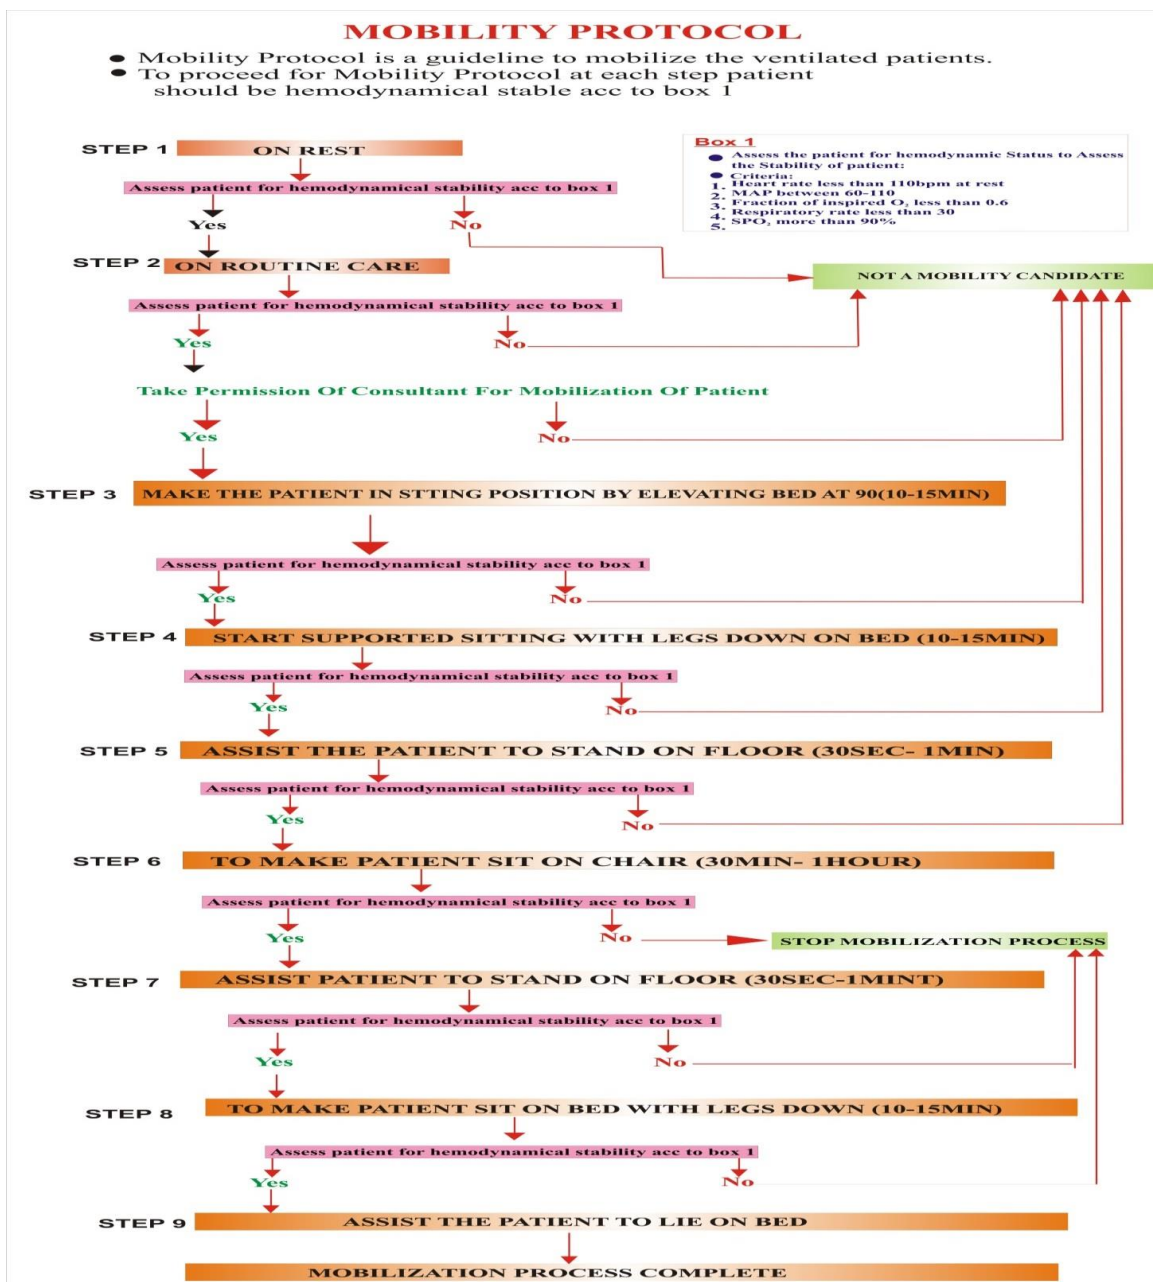 MOBILITY PROTOCOL
● Mobility Protocol is a guideline to mobilize the ventilated patients.
● To proceed for Mobility Protocol at each step patient
should be hemodynamical stable acc to box 1
Box 1
● Assess the patient for hemodynamic Status to Assess
the Stability of patient:
● Criteria:
1. Heart rate less than 110bpm at rest
2. MAP between 60-110
3. Fraction of inspired O₂ less than 0.6
4. Respiratory rate less than 30
5. SPO₂ more than 90%
STEP 1 ON REST
Assess patient for hemodynamical stability acc to box 1
Yes No
STEP 2 ON ROUTINE CARE
NOT A MOBILITY CANDIDATE
Assess patient for hemodynamical stability acc to box 1
Yes No
Take Permission Of Consultant For Mobilization Of Patient
Yes No
STEP 3 MAKE THE PATIENT IN STTING POSITION BY ELEVATING BED AT 90(10-15MIN)
Assess patient for hemodynamical stability acc to box 1
Yes No
STEP 4 START SUPPORTED SITTING WITH LEGS DOWN ON BED (10-15MIN)
Assess patient for hemodynamical stability acc to box 1
Yes No
STEP 5 ASSIST THE PATIENT TO STAND ON FLOOR (30SEC- 1MIN)
Assess patient for hemodynamical stability acc to box 1
Yes No
STEP 6 TO MAKE PATIENT SIT ON CHAIR (30MIN- 1HOUR)
Assess patient for hemodynamical stability acc to box 1
Yes No STOP MOBILIZATION PROCESS
STEP 7 ASSIST PATIENT TO STAND ON FLOOR (30SEC-1MINT)
Assess patient for hemodynamical stability acc to box 1
Yes No
STEP 8 TO MAKE PATIENT SIT ON BED WITH LEGS DOWN (10-15MIN)
Assess patient for hemodynamical stability acc to box 1
Yes No
STEP 9 ASSIST THE PATIENT TO LIE ON BED
MOBILIZATION PROCESS COMPLETE